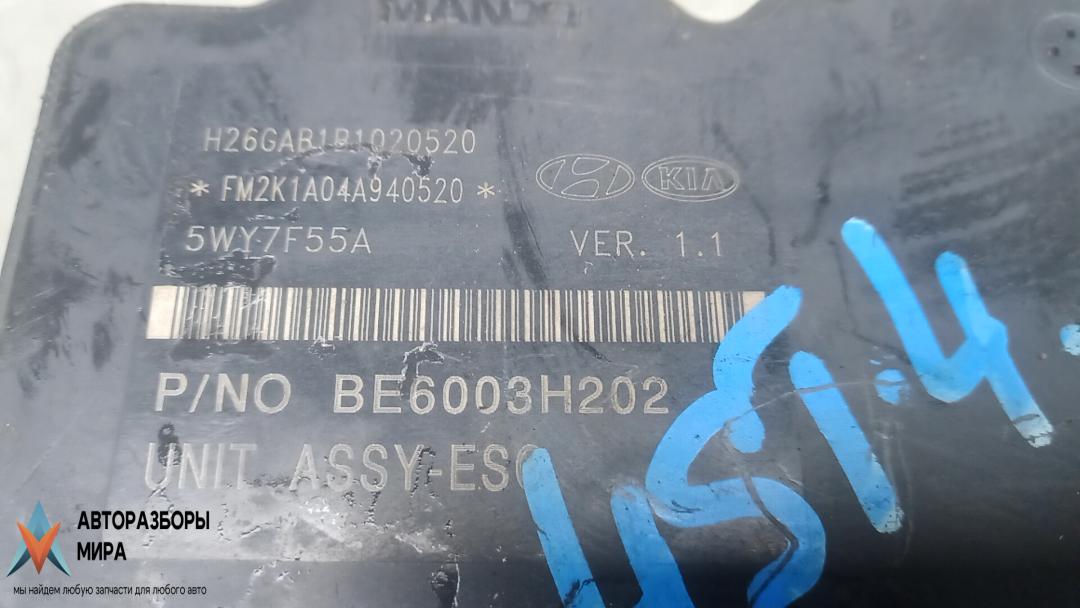 MANDO
H26GAB1B1020520
* FM2K1A04A940520 *
KIA
5WY7F55A
VER. 1.1
P/NO BE6003H202
UNIT ASSY-ESC
АВТОРАЗБОРЫ
МИРА
мы найдем любую запчасти для любого авто